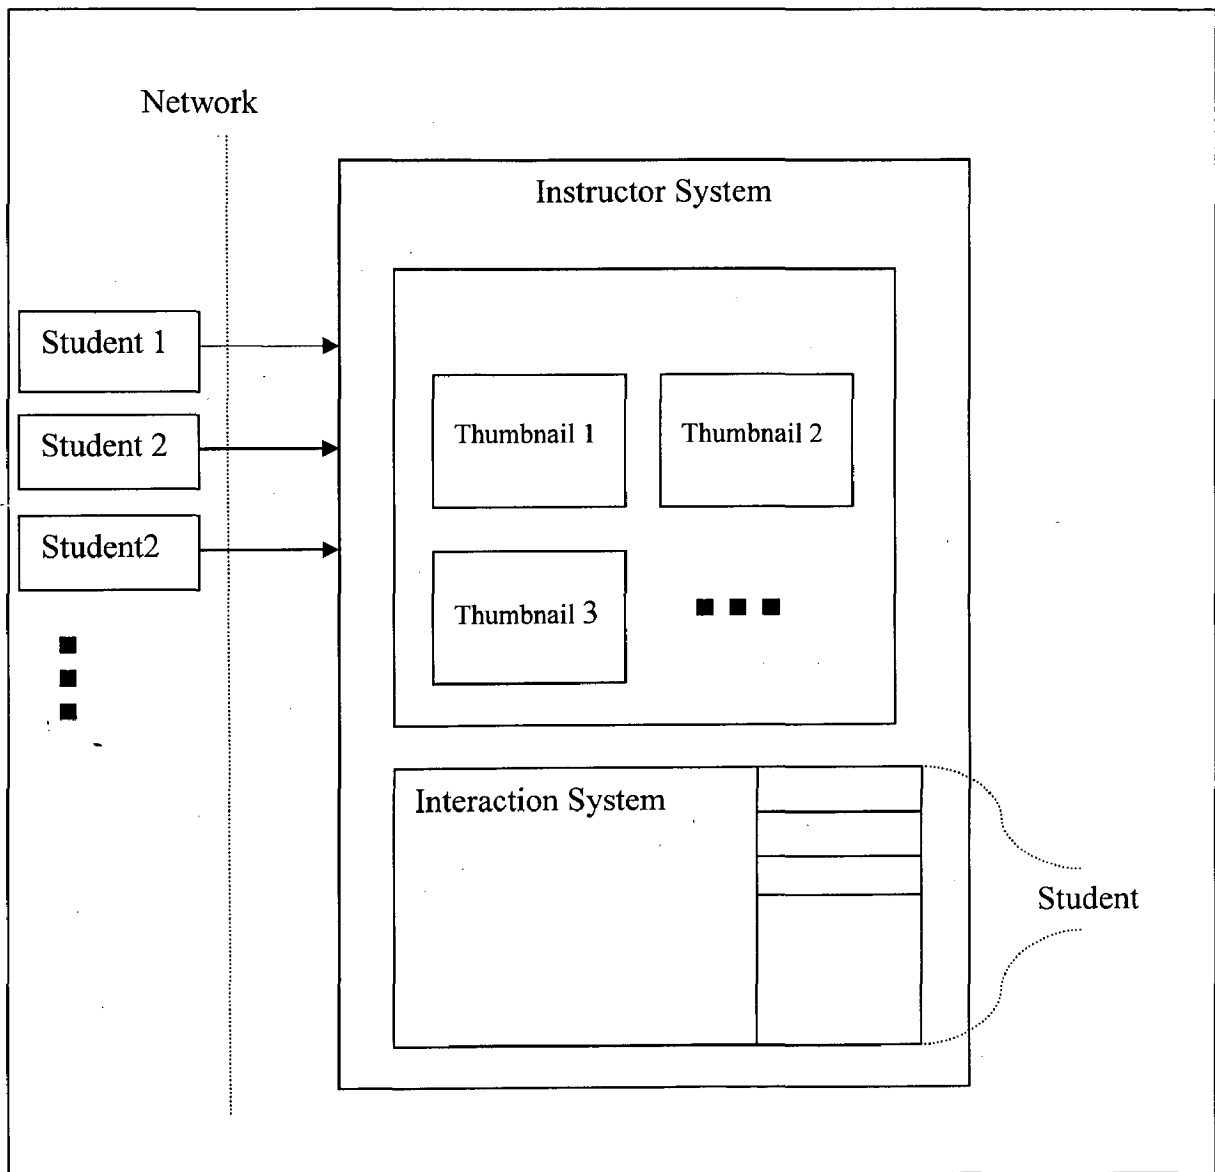 Network
Instructor System
Student 1
Student 2
Student2
Thumbnail 1
Thumbnail 2
Thumbnail 3
Interaction System
Student